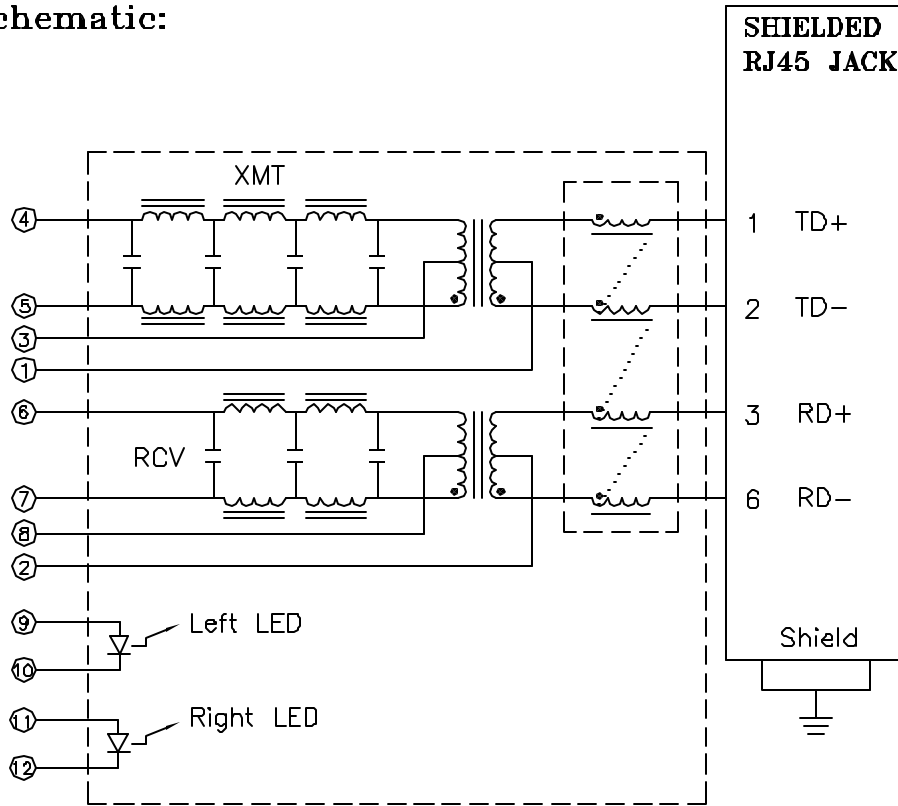 chematic:
SHIELDED
RJ45 JACK
XMT
4
1 TD+
5
2 TD-
3
1
6
3 RD+
RCV
7
6 RD-
8
2
9
Left LED
10
Shield
11
Right LED
12